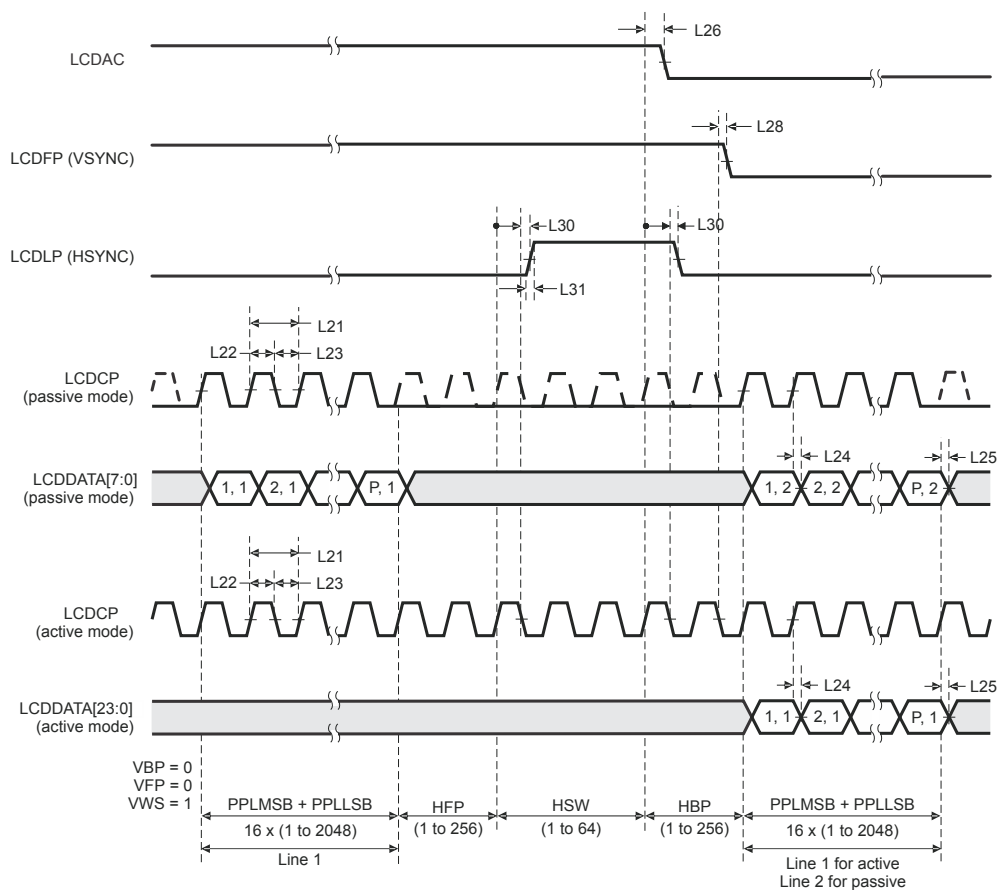 L26
LCDAC
L28
LCDFP (VSYNC)
L30
L30
LCDLP (HSYNC)
L31
L21
L22
L23
LCDCP
(passive mode)
L24
L25
LCDDATA[7:0]
(passive mode)
1, 1
2, 1
P, 1
1, 2
2, 2
P, 2
L21
L22
L23
LCDCP
(active mode)
L24
L25
LCDDATA[23:0]
(active mode)
1, 1
2, 1
P, 1
VBP = 0
VFP = 0
VWS = 1
PPLMSB + PPLLSB
16 x (1 to 2048)
Line 1
HFP
(1 to 256)
HSW
(1 to 64)
HBP
(1 to 256)
PPLMSB + PPLLSB
16 x (1 to 2048)
Line 1 for active
Line 2 for passive